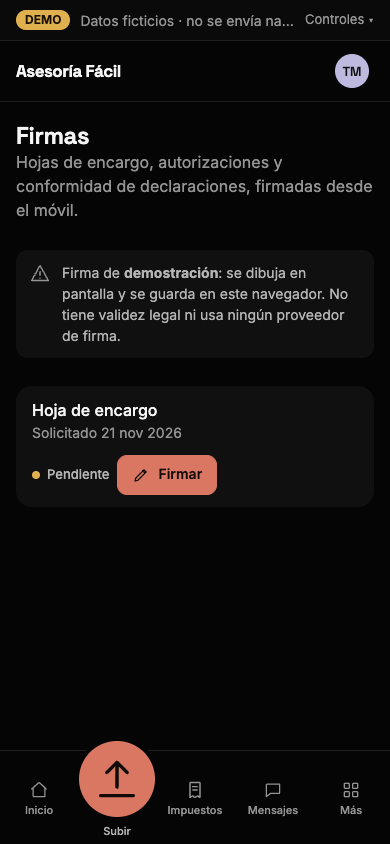 DEMO Datos ficticios · no se envía na... Controles
Asesoría Fácil TM
Firmas
Hojas de encargo, autorizaciones y
conformidad de declaraciones, firmadas desde
el móvil.
Firma de demostración: se dibuja en
pantalla y se guarda en este navegador. No
tiene validez legal ni usa ningún proveedor
de firma.
Hoja de encargo
Solicitado 21 nov 2026
Pendiente Firmar
Inicio Impuestos Mensajes Más
Subir